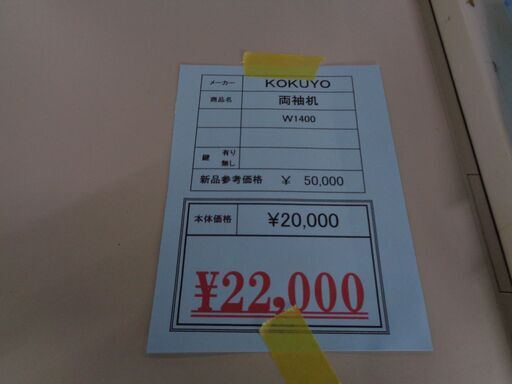 メーカー KOKUYO
商品名 両袖机
W1400
鍵 有り
無し
新品参考価格 ¥ 50,000
本体価格 ¥20,000
¥22,000